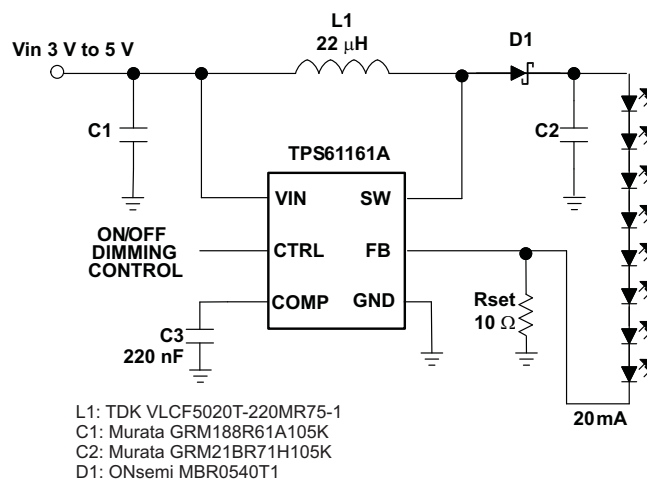 L1
22 μH
D1
Vin 3 V to 5 V
C1
C2
TPS61161A
VIN
SW
ON/OFF
DIMMING
CONTROL
CTRL
FB
COMP
GND
Rset
10 Ω
C3
220 nF
20mA
L1: TDK VLCF5020T-220MR75-1
C1: Murata GRM188R61A105K
C2: Murata GRM21BR71H105K
D1: ONsemi MBR0540T1